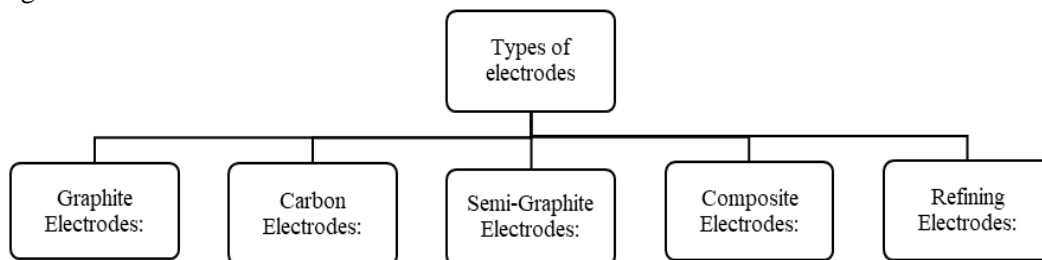 Types of
electrodes
Graphite
Electrodes:
Carbon
Electrodes:
Semi-Graphite
Electrodes:
Composite
Electrodes:
Refining
Electrodes: